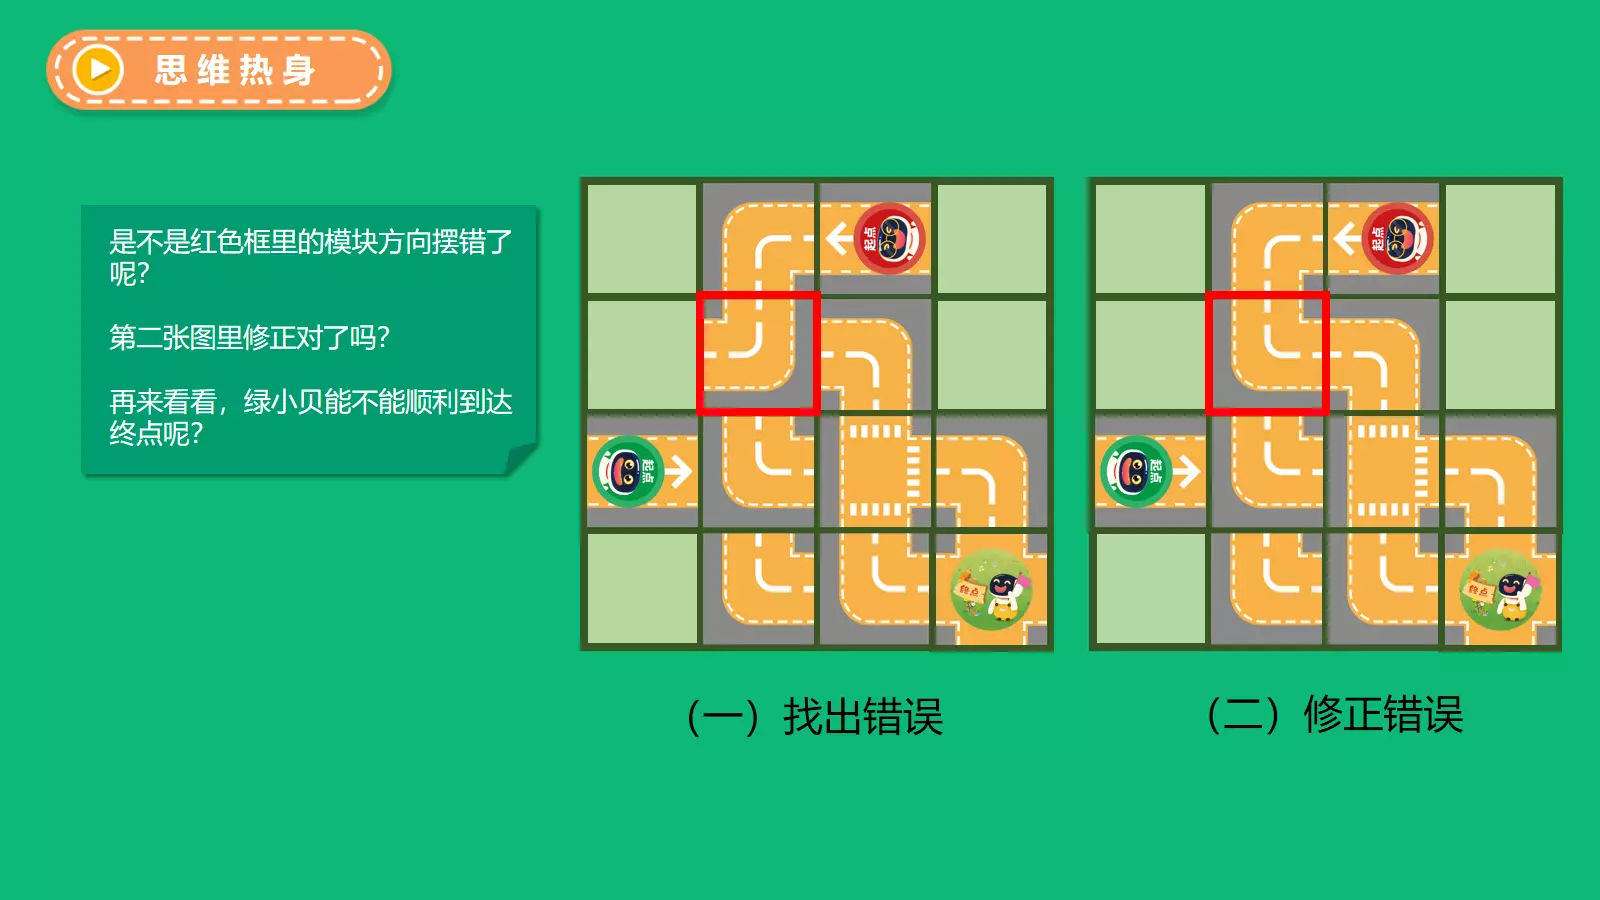 思维热身
是不是红色框里的模块方向摆错了
呢？
第二张图里修正对了吗？
再来看看，绿小贝能不能顺利到达
终点呢？
起点
起点
起点
起点
终点
终点
（一）找出错误
（二）修正错误